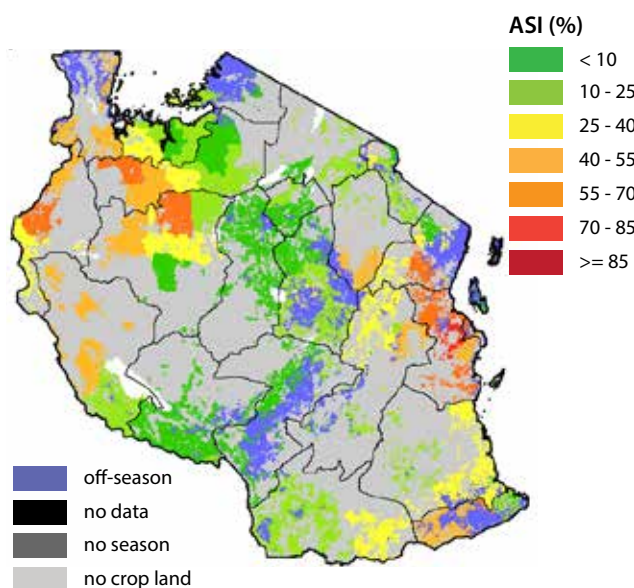 ASI (%)
< 10
10 - 25
25 - 40
40 - 55
55 - 70
70 - 85
>= 85
off-season
no data
no season
no crop land